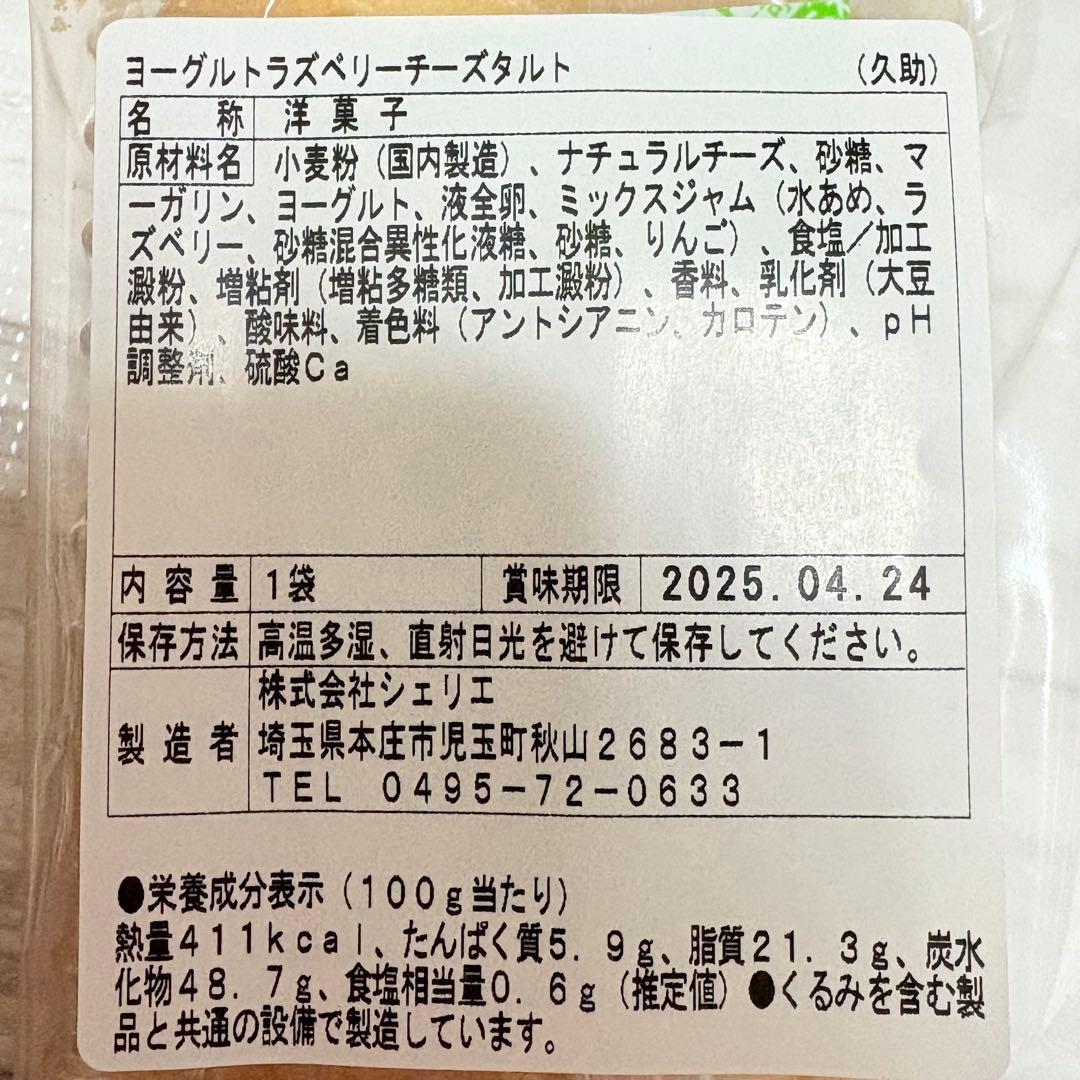 ヨーグルトラズベリーチーズタルト (久助)
名称 洋菓子
原材料名 小麦粉(国内製造)、ナチュラルチーズ、砂糖、マ
ーガリン、ヨーグルト、液全卵、ミックスジャム(水あめ、ラ
ズベリー、砂糖混合異性化液糖、砂糖、りんご)、食塩/加工
澱粉、増粘剤(増粘多糖類、加工澱粉)、香料、乳化剤(大豆
由来)、酸味料、着色料(アントシアニン、カロテン)、pH
調整剤、硫酸Ca
内容量 1袋 賞味期限 2025.04.24
保存方法 高温多湿、直射日光を避けて保存してください。
製造者 株式会社シェリエ
埼玉県本庄市児玉町秋山2683-1
TEL 0495-72-0633
●栄養成分表示(100g当たり)
熱量411kcal、たんぱく質5.9g、脂質21.3g、炭水
化物48.7g、食塩相当量0.6g(推定値)●くるみを含む製
品と共通の設備で製造しています。